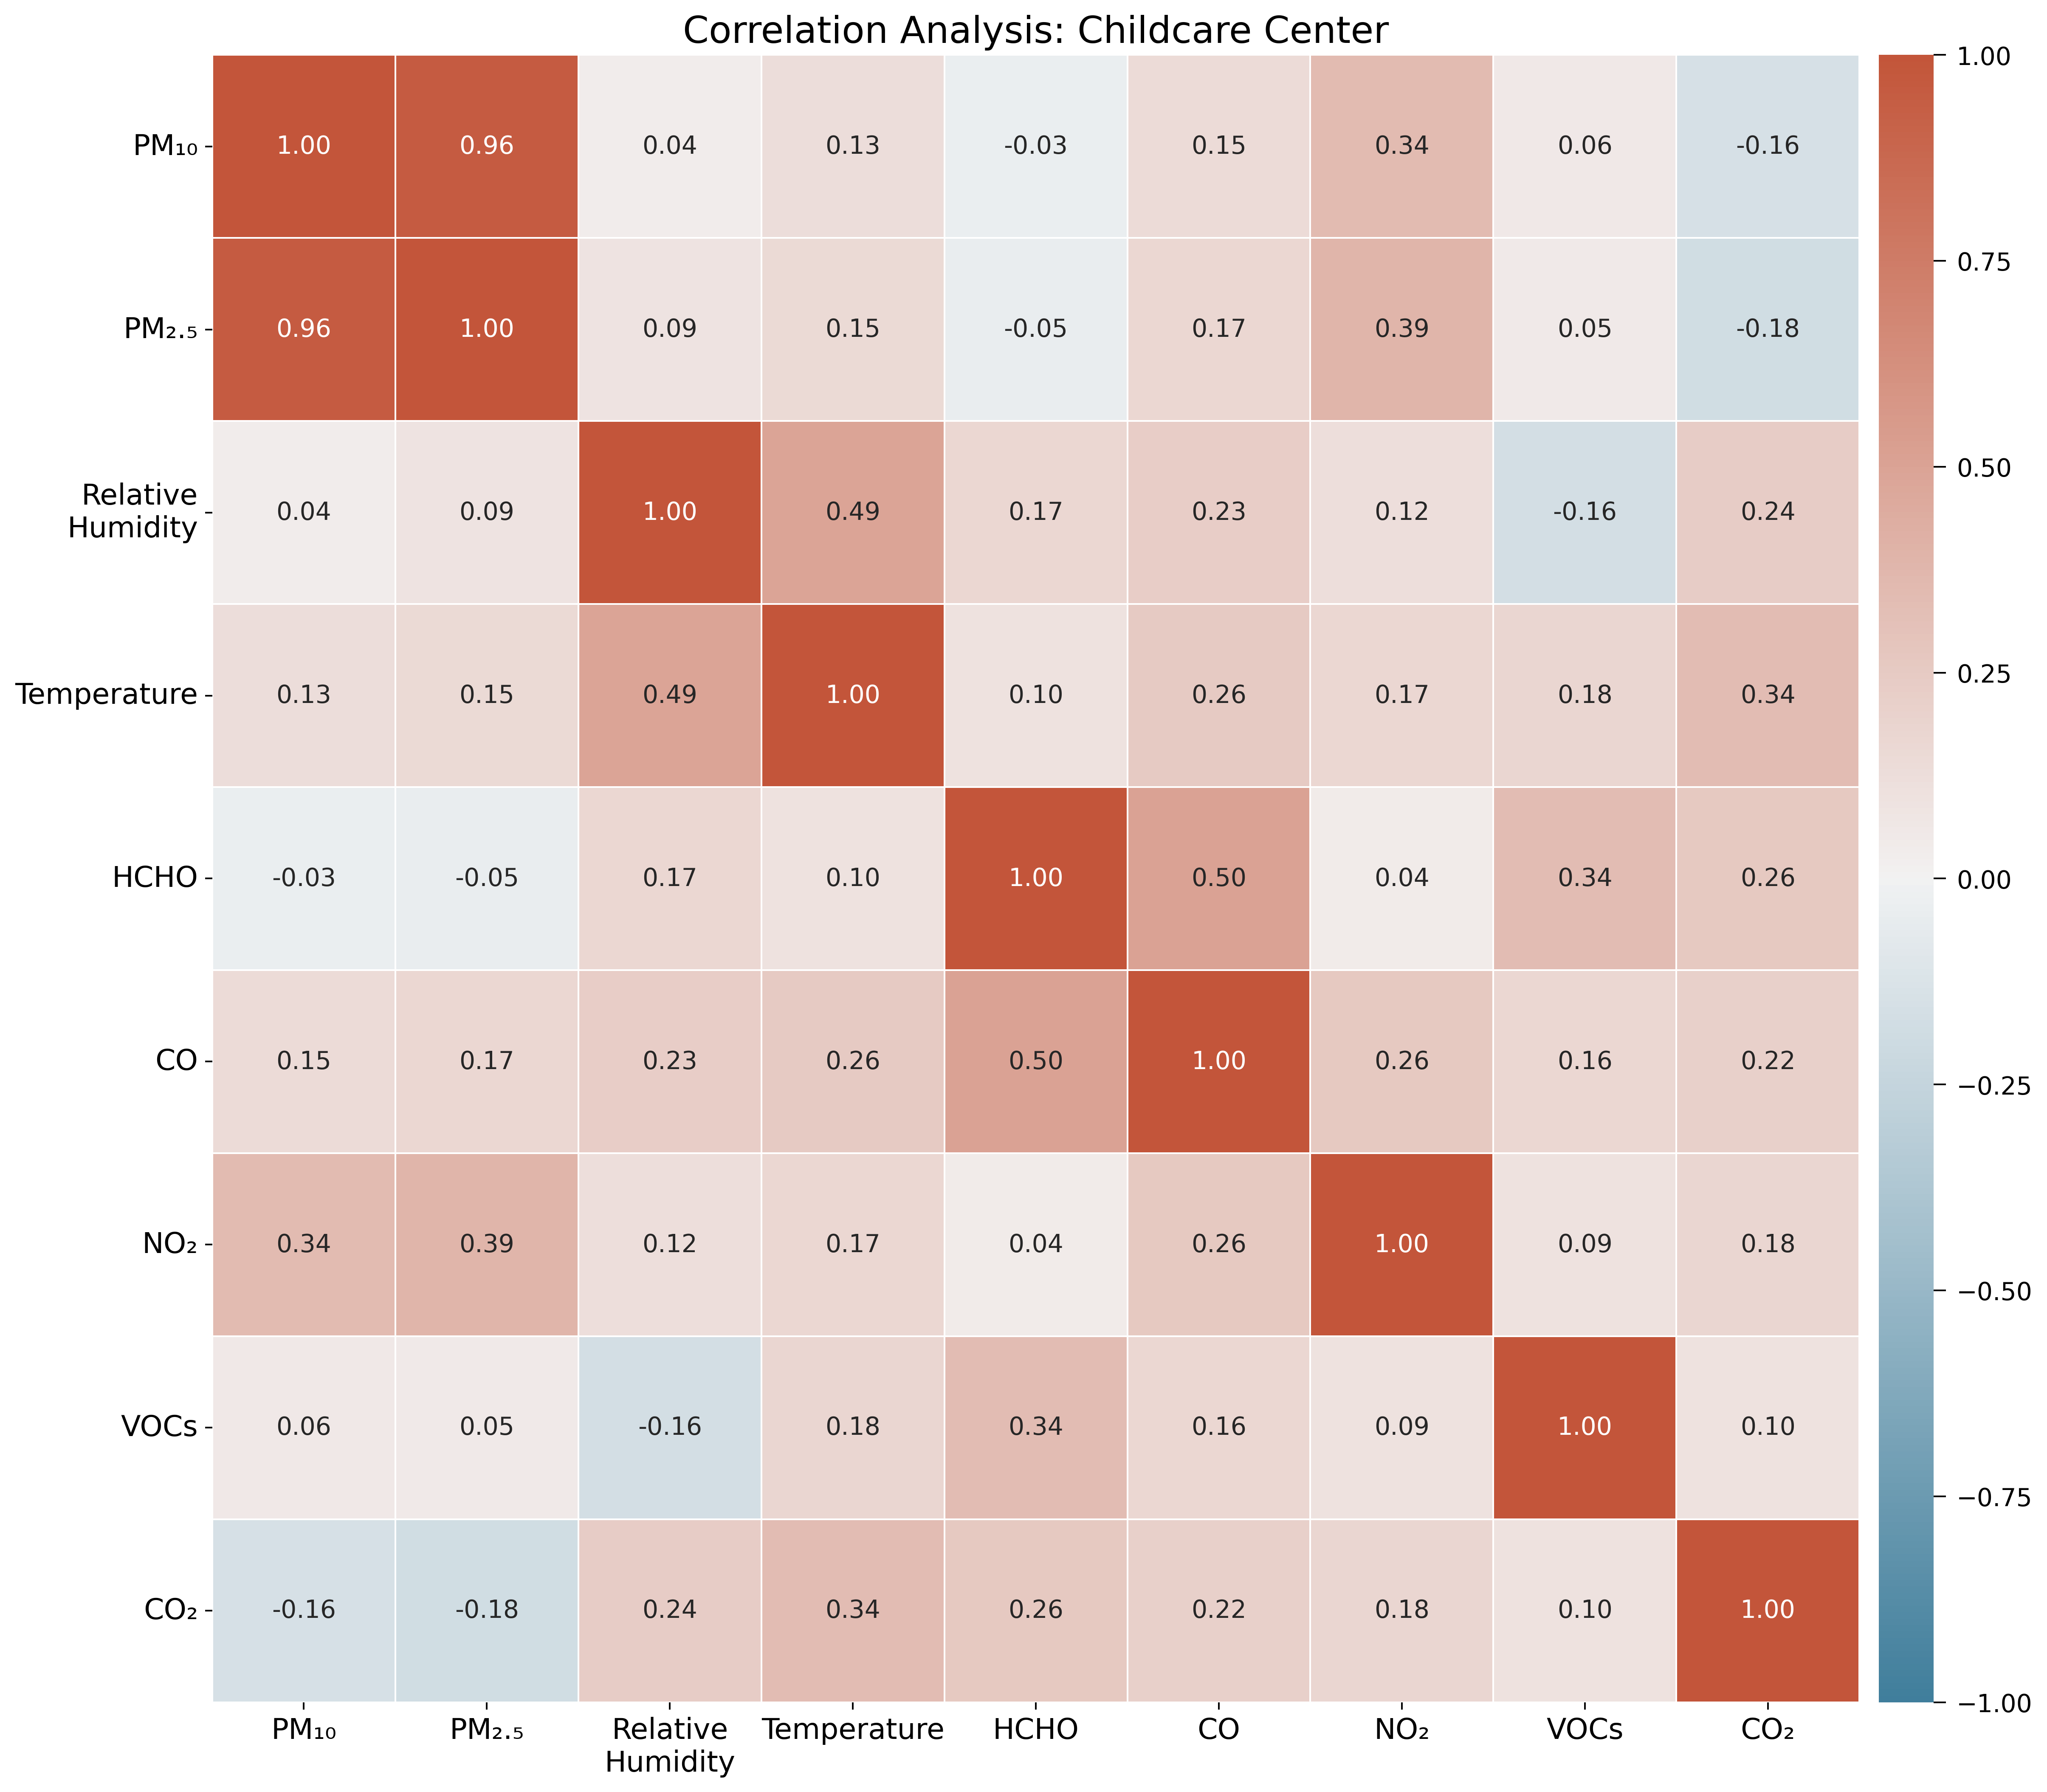 Correlation Analysis: Childcare Center
PM₁₀ 1.00 0.96 0.04 0.13 -0.03 0.15 0.34 0.06 -0.16
PM₂.₅ 0.96 1.00 0.09 0.15 -0.05 0.17 0.39 0.05 -0.18
Relative
Humidity 0.04 0.09 1.00 0.49 0.17 0.23 0.12 -0.16 0.24
Temperature 0.13 0.15 0.49 1.00 0.10 0.26 0.17 0.18 0.34
HCHO -0.03 -0.05 0.17 0.10 1.00 0.50 0.04 0.34 0.26
CO 0.15 0.17 0.23 0.26 0.50 1.00 0.26 0.16 0.22
NO₂ 0.34 0.39 0.12 0.17 0.04 0.26 1.00 0.09 0.18
VOCs 0.06 0.05 -0.16 0.18 0.34 0.16 0.09 1.00 0.10
CO₂ -0.16 -0.18 0.24 0.34 0.26 0.22 0.18 0.10 1.00
PM₁₀ PM₂.₅ Relative Temperature HCHO CO NO₂ VOCs CO₂
Humidity
1.00
0.75
0.50
0.25
0.00
−0.25
−0.50
−0.75
−1.00